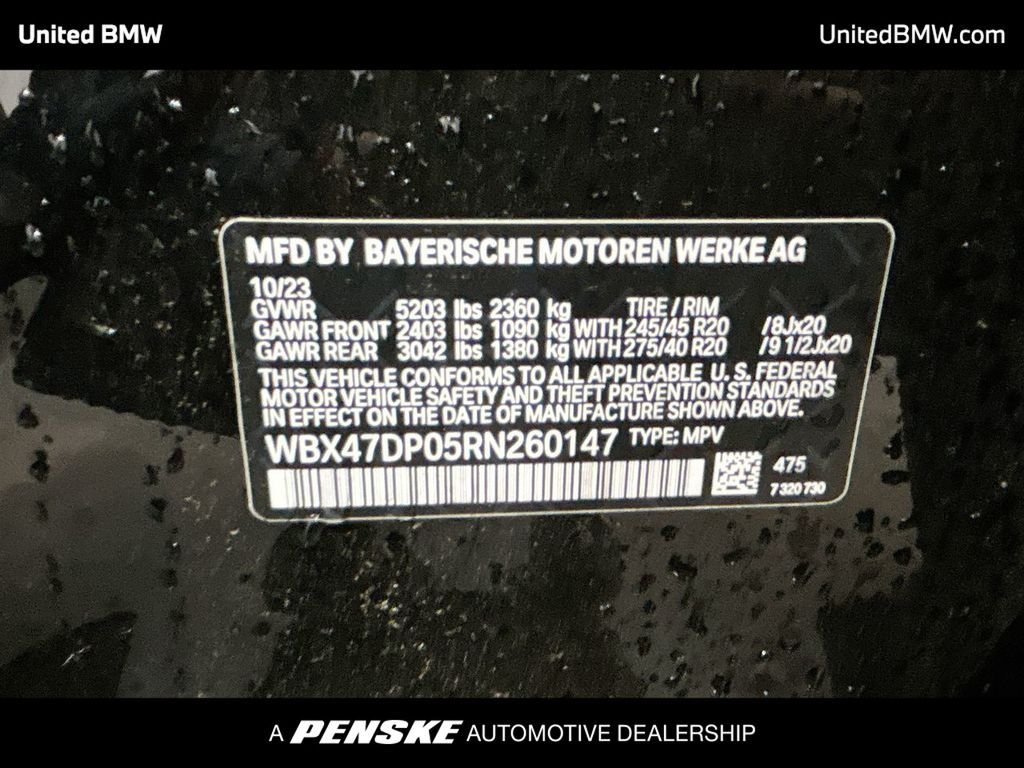 United BMW
UnitedBMW.com
MFD BY BAYERISCHE MOTOREN WERKE AG
10/23
GVWR 5203 lbs 2360 kg TIRE / RIM
GAWR FRONT 2403 lbs 1090 kg WITH 245/45 R20 /8Jx20
GAWR REAR 3042 lbs 1380 kg WITH 275/40 R20 /9 1/2Jx20
THIS VEHICLE CONFORMS TO ALL APPLICABLE U. S. FEDERAL
MOTOR VEHICLE SAFETY AND THEFT PREVENTION STANDARDS
IN EFFECT ON THE DATE OF MANUFACTURE SHOWN ABOVE.
WBX47DP05RN260147 TYPE: MPV
475
7 320 730
A PENSKE AUTOMOTIVE DEALERSHIP